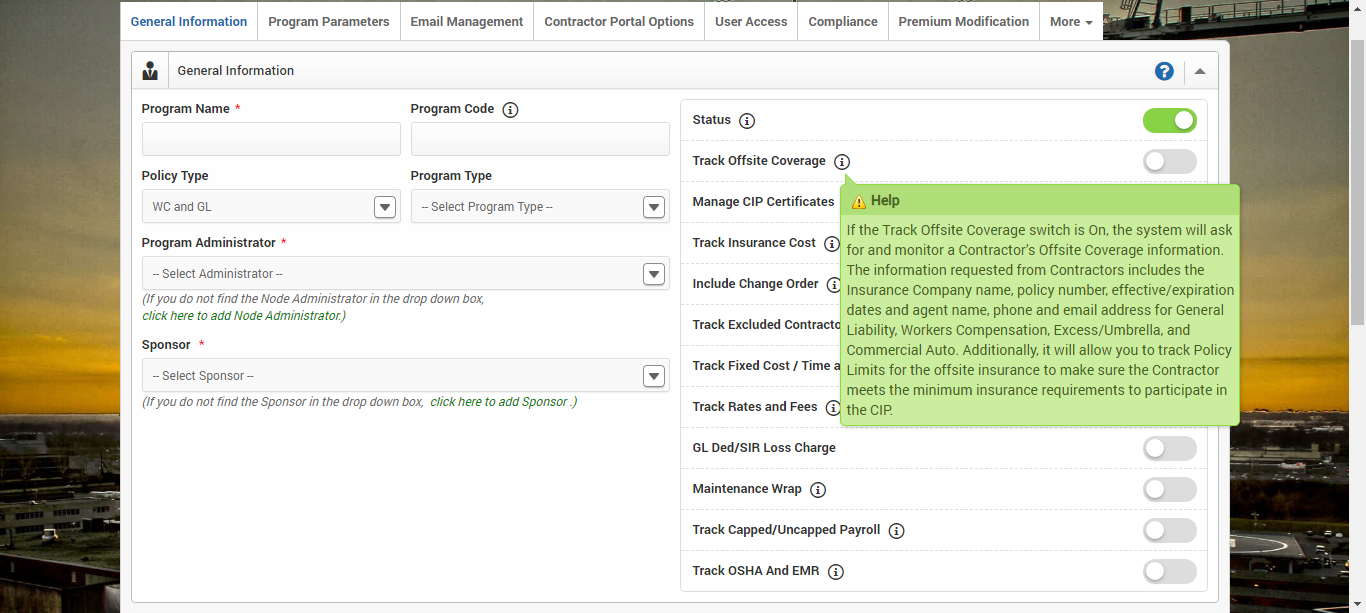 General Information
Program Parameters
Email Management
Contractor Portal Options
User Access
Compliance
Premium Modification
More
General Information
?
Program Name *
Program Code
Policy Type
WC and GL
Program Type
-- Select Program Type --
Program Administrator *
-- Select Administrator --
(If you do not find the Node Administrator in the drop down box,
click here to add Node Administrator.)
Sponsor *
-- Select Sponsor --
(If you do not find the Sponsor in the drop down box, click here to add Sponsor .)
Status
Track Offsite Coverage
Manage CIP Certificates
Track Insurance Cost
Include Change Order
Track Excluded Contracto
Track Fixed Cost / Time a
Track Rates and Fees
GL Ded/SIR Loss Charge
Maintenance Wrap
Track Capped/Uncapped Payroll
Track OSHA And EMR
Help
If the Track Offsite Coverage switch is On, the system will ask
for and monitor a Contractor's Offsite Coverage information.
The information requested from Contractors includes the
Insurance Company name, policy number, effective/expiration
dates and agent name, phone and email address for General
Liability, Workers Compensation, Excess/Umbrella, and
Commercial Auto. Additionally, it will allow you to track Policy
Limits for the offsite insurance to make sure the Contractor
meets the minimum insurance requirements to participate in
the CIP.